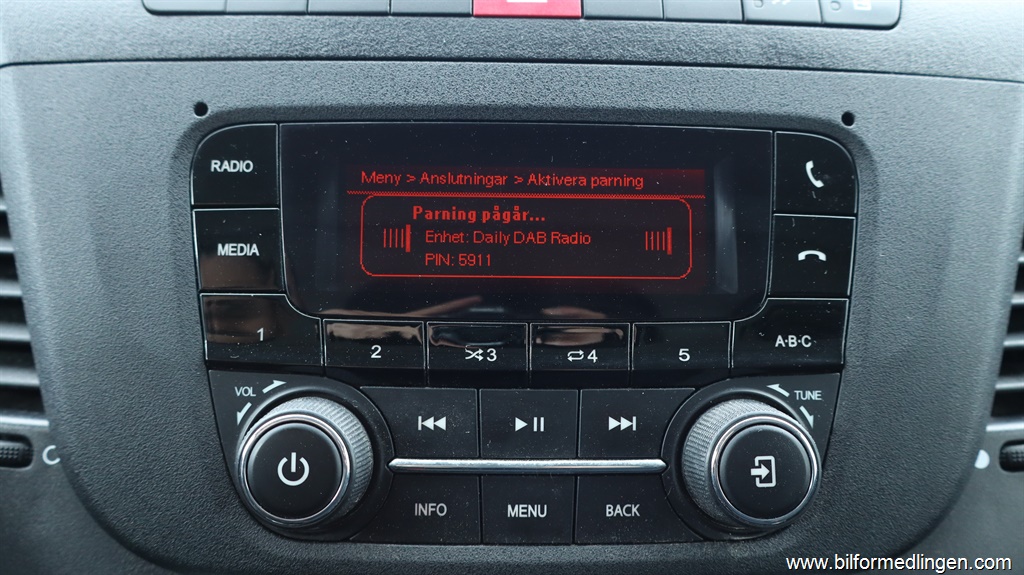 RADIO
Meny > Anslutningar > Aktivera parning
Parning pågår...
MEDIA
Enhet: Daily DAB Radio
PIN: 5911
1
2
3
4
5
A·B·C
VOL
TUNE
INFO
MENU
BACK
www.bilformedlingen.com